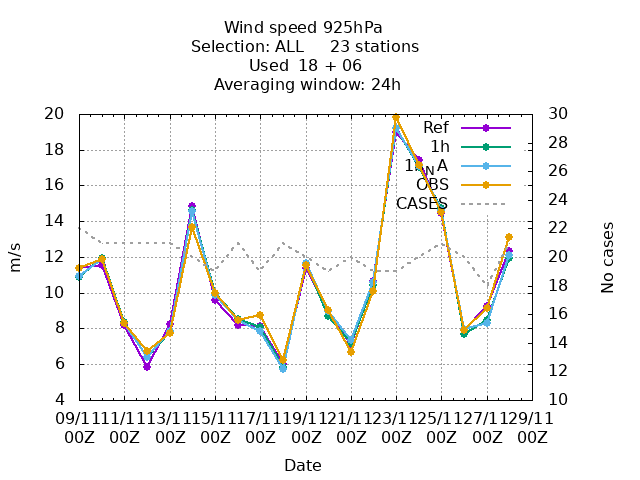 Wind speed 925hPa
Selection: ALL 23 stations
Used 18 + 06
Averaging window: 24h
m/s
20
18
16
14
12
10
8
6
4
Ref
1h
1h_N A
OBS
CASES
30
28
26
24
22
20
18
16
14
12
10
No cases
09/11 11/11 13/11 15/11 17/11 19/11 21/11 23/11 25/11 27/11 29/11
00Z 00Z 00Z 00Z 00Z 00Z 00Z 00Z 00Z 00Z 00Z
Date